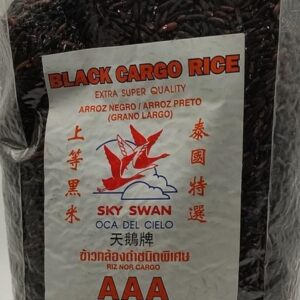 BLACK CARGO RICE
EXTRA SUPER QUALITY
ARROZ NEGRO / ARROZ PRETO
(GRANO LARGO)
上等黑米
泰國特選
SKY SWAN
OCA DEL CIELO
天鵝牌
ข้าวกล้องดำชนิดพิเศษ
RIZ NOR CARGO
AAA